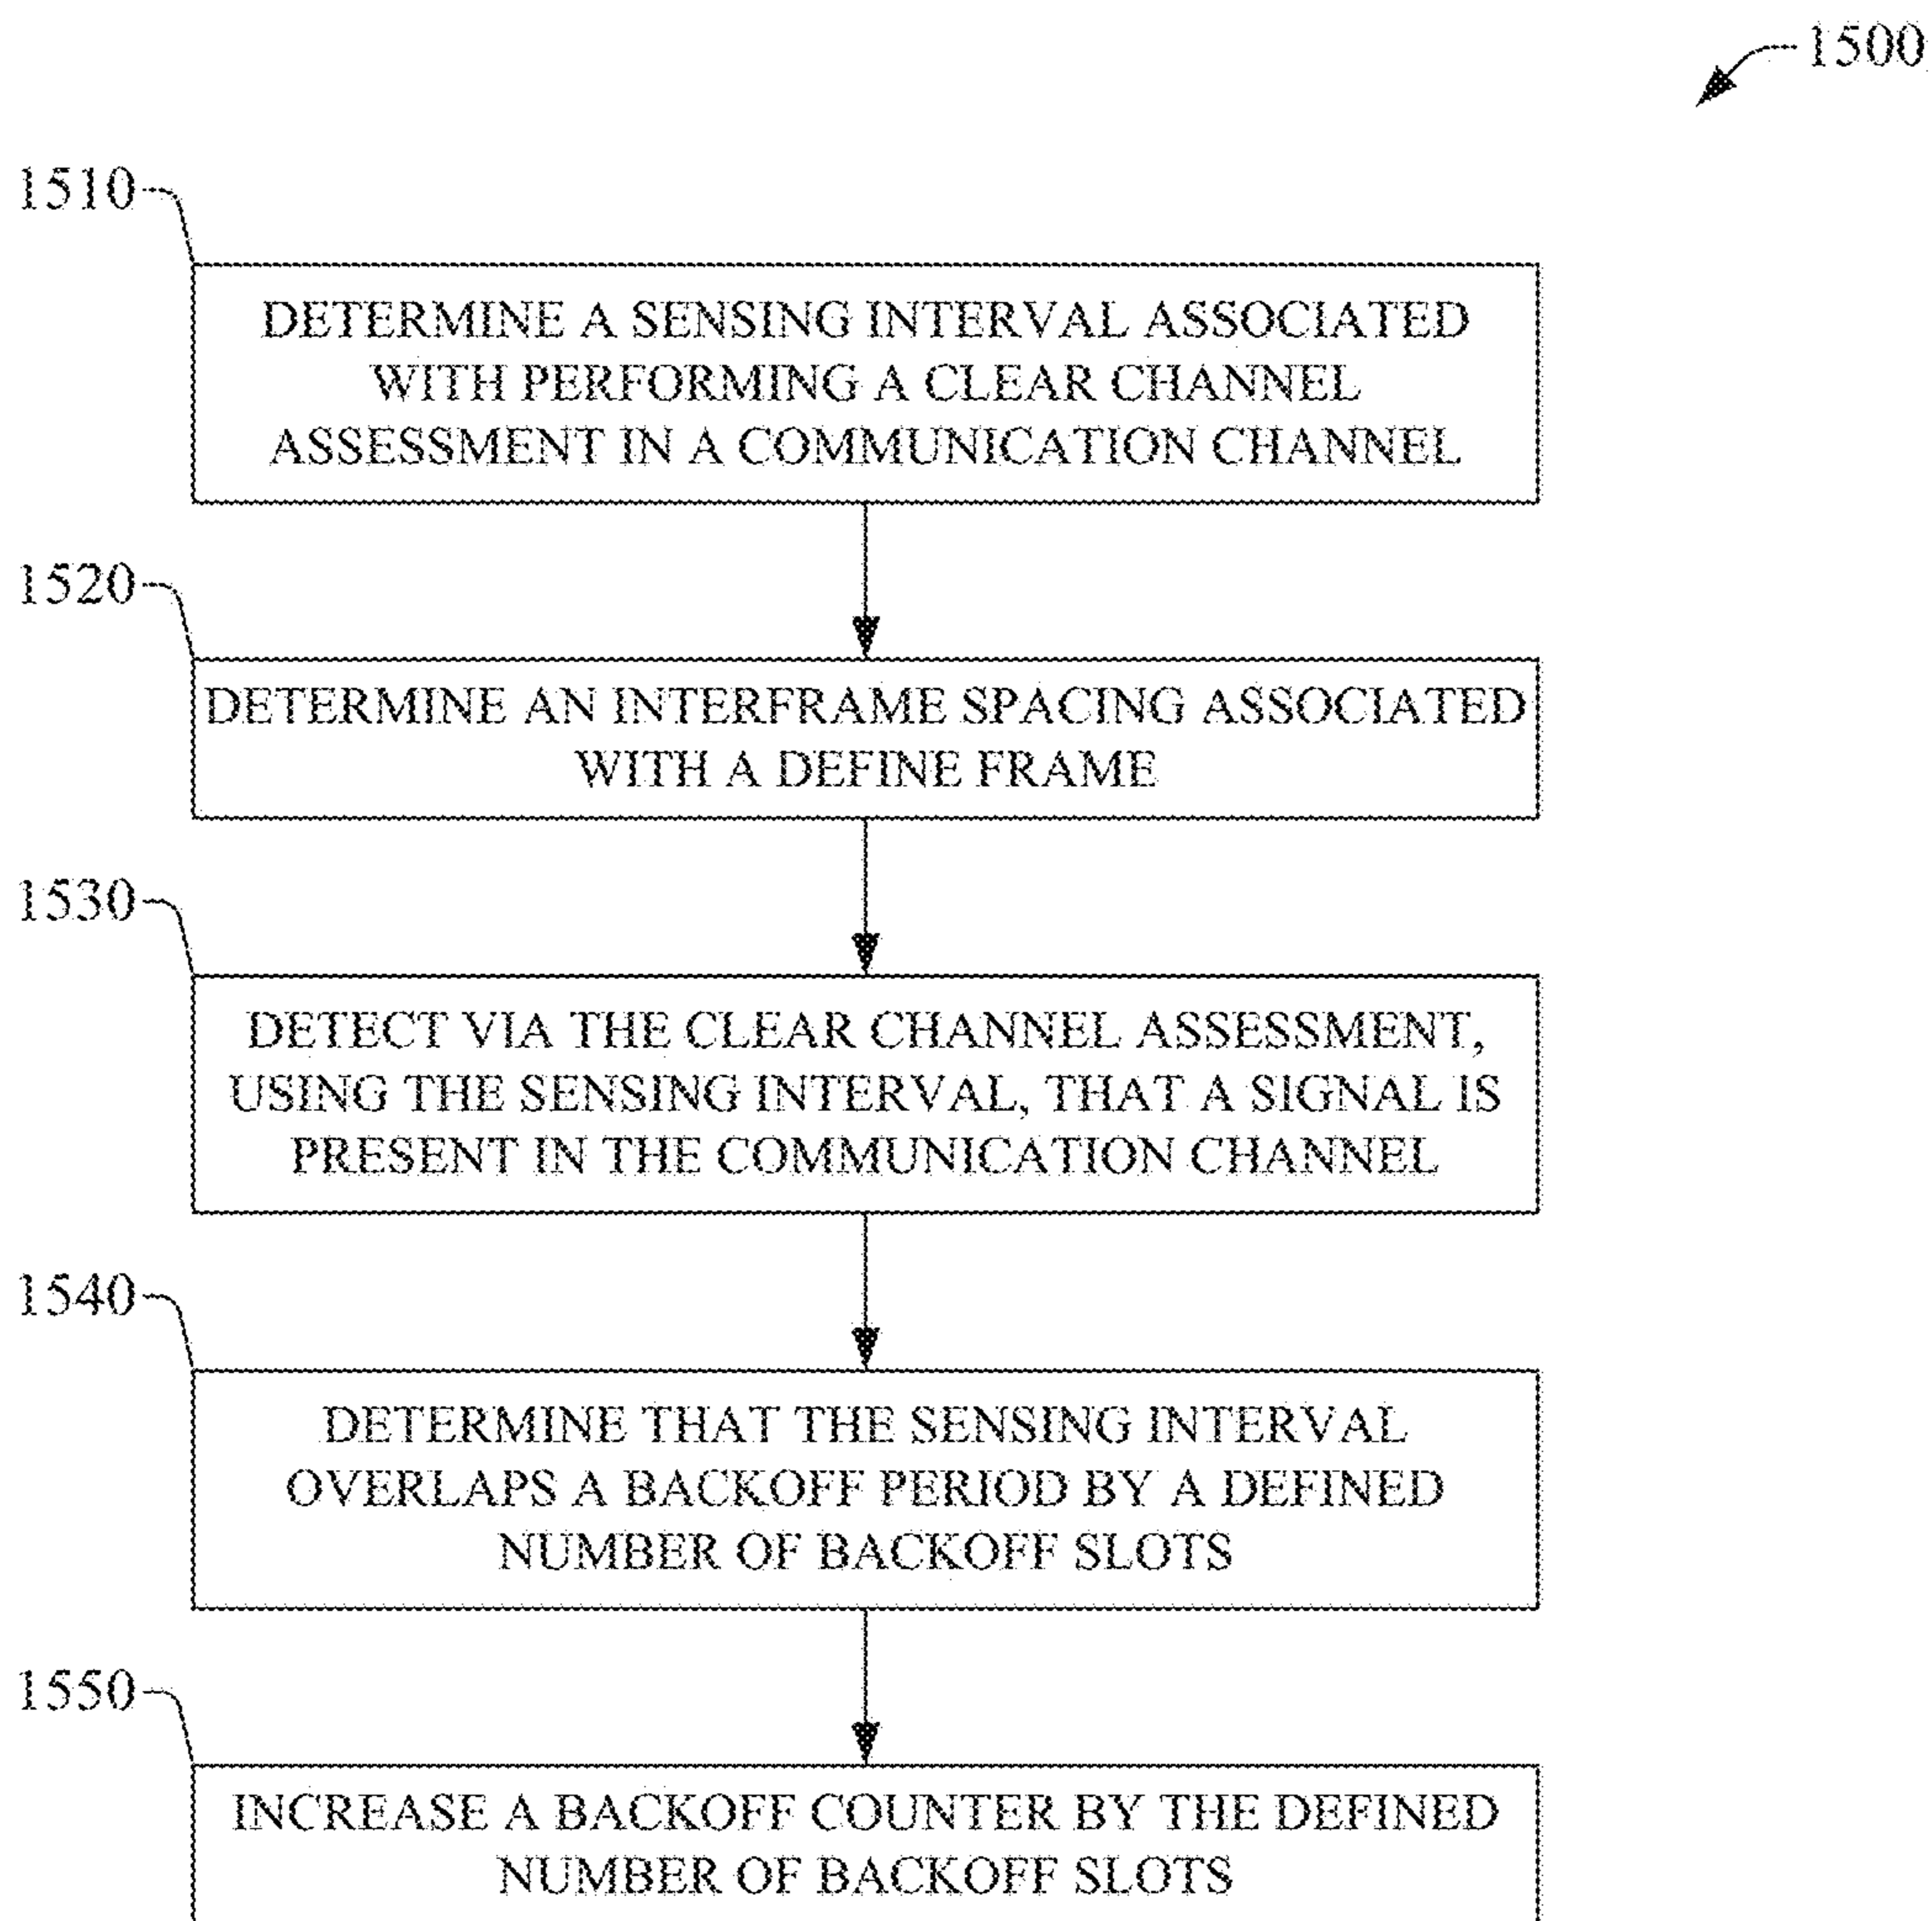 1500
1510
DETERMINE A SENSING INTERVAL ASSOCIATED
WITH PERFORMING A CLEAR CHANNEL
ASSESSMENT IN A COMMUNICATION CHANNEL
1520
DETERMINE AN INTERFRAME SPACING ASSOCIATED
WITH A DEFINE FRAME
1530
DETECT VIA THE CLEAR CHANNEL ASSESSMENT,
USING THE SENSING INTERVAL, THAT A SIGNAL IS
PRESENT IN THE COMMUNICATION CHANNEL
1540
DETERMINE THAT THE SENSING INTERVAL
OVERLAPS A BACKOFF PERIOD BY A DEFINED
NUMBER OF BACKOFF SLOTS
1550
INCREASE A BACKOFF COUNTER BY THE DEFINED
NUMBER OF BACKOFF SLOTS